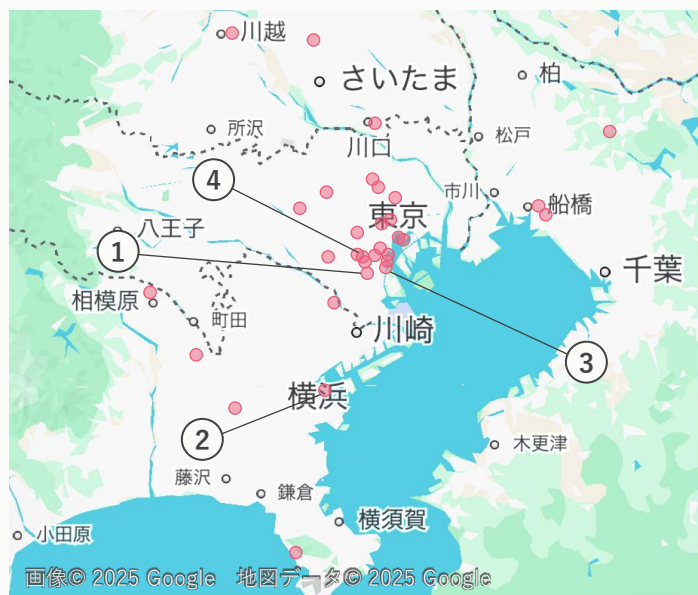 川越
さいたま
柏
所沢
川口
松戸
4
市川
船橋
東京
八王子
1
千葉
相模原
町田
川崎
3
横浜
2
木更津
藤沢
鎌倉
横須賀
小田原
画像© 2025 Google 地図データ© 2025 Google